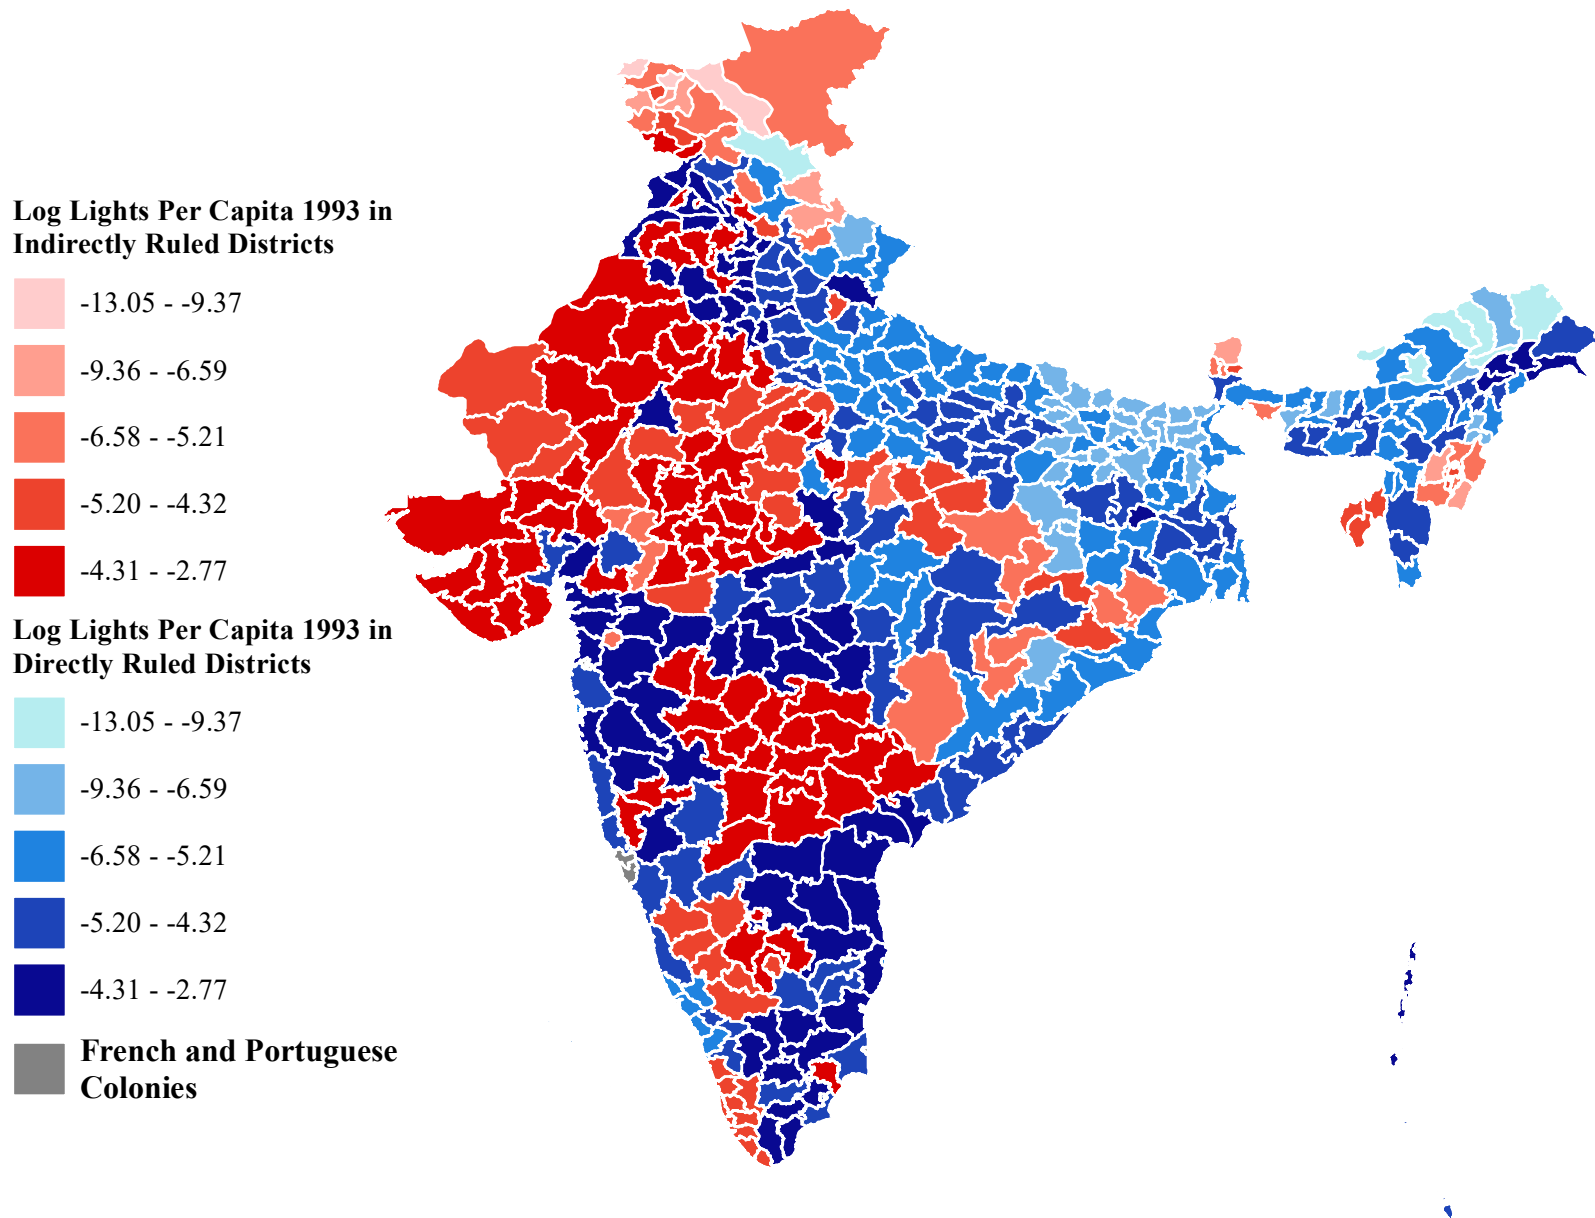 Log Lights Per Capita 1993 in
Indirectly Ruled Districts
-13.05 - -9.37
-9.36 - -6.59
-6.58 - -5.21
-5.20 - -4.32
-4.31 - -2.77
Log Lights Per Capita 1993 in
Directly Ruled Districts
-13.05 - -9.37
-9.36 - -6.59
-6.58 - -5.21
-5.20 - -4.32
-4.31 - -2.77
French and Portuguese
Colonies